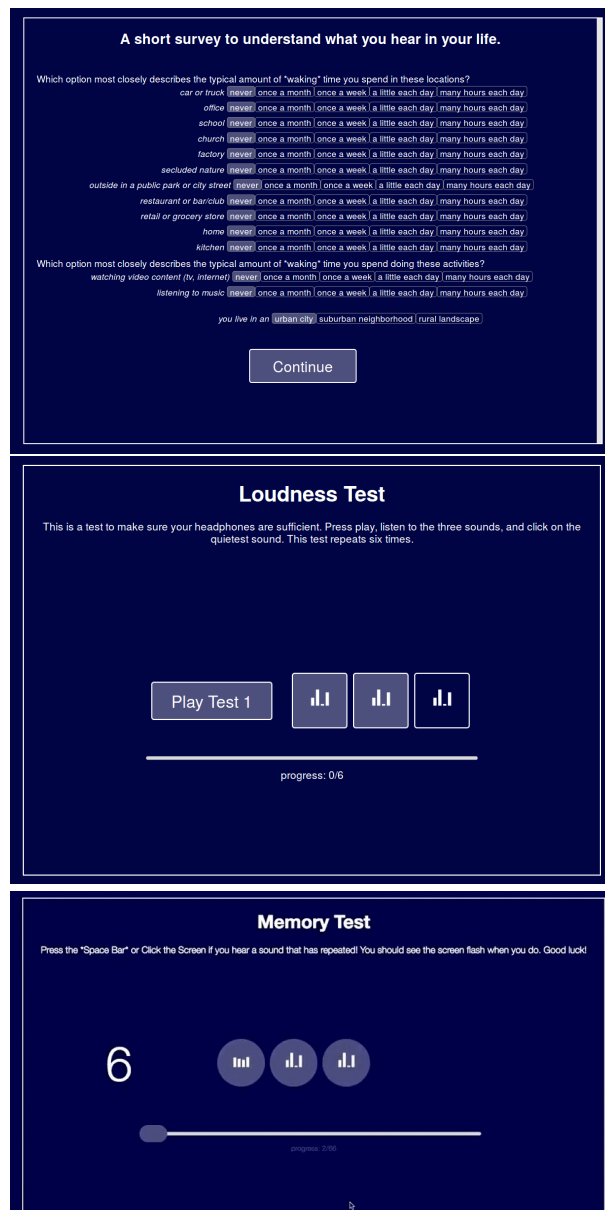 A short survey to understand what you hear in your life.
Which option most closely describes the typical amount of *waking* time you spend in these locations?
car or truck never once a month once a week a little each day many hours each day
office never once a month once a week a little each day many hours each day
school never once a month once a week a little each day many hours each day
church never once a month once a week a little each day many hours each day
factory never once a month once a week a little each day many hours each day
secluded nature never once a month once a week a little each day many hours each day
outside in a public park or city street never once a month once a week a little each day many hours each day
restaurant or bar/club never once a month once a week a little each day many hours each day
retail or grocery store never once a month once a week a little each day many hours each day
home never once a month once a week a little each day many hours each day
kitchen never once a month once a week a little each day many hours each day
Which option most closely describes the typical amount of *waking* time you spend doing these activities?
watching video content (tv, internet) never once a month once a week a little each day many hours each day
listening to music never once a month once a week a little each day many hours each day
you live in an urban city suburban neighborhood rural landscape
Continue
Loudness Test
This is a test to make sure your headphones are sufficient. Press play, listen to the three sounds, and click on the
quietest sound. This test repeats six times.
Play Test 1
progress: 0/6
Memory Test
Press the *Space Bar* or Click the Screen if you hear a sound that has repeated! You should see the screen flash when you do. Good luck!
6
progress: 2/66